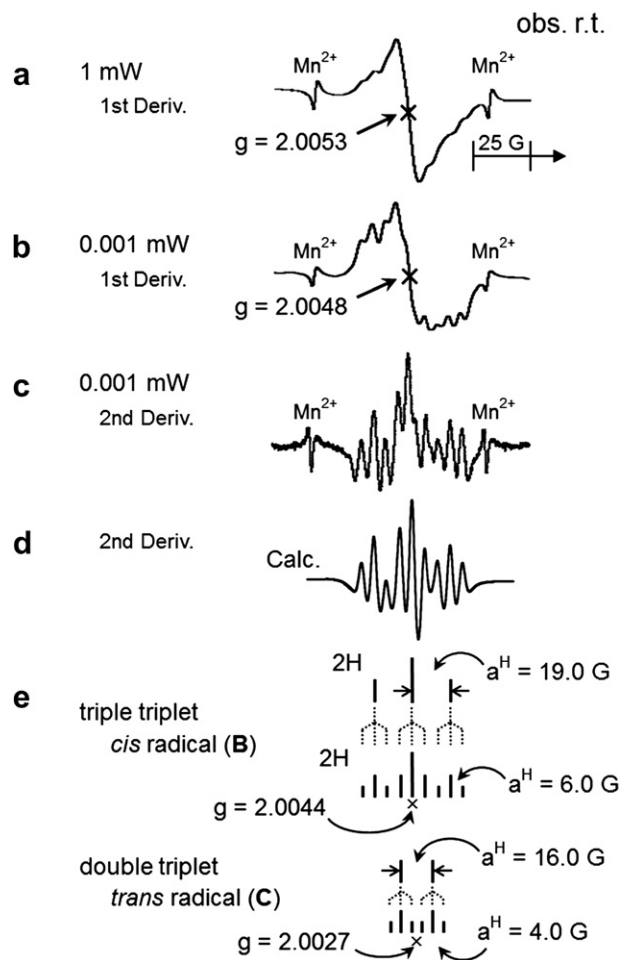 obs. r.t.
a 1 mW Mn2+ Mn2+
1st Deriv.
g = 2.0053 25 G
b 0.001 mW Mn2+ Mn2+
1st Deriv.
g = 2.0048
c 0.001 mW
2nd Deriv. Mn2+ Mn2+
d 2nd Deriv.
Calc.
2H aH = 19.0 G
e triple triplet
cis radical (B)
2H aH = 6.0 G
g = 2.0044
double triplet aH = 16.0 G
trans radical (C)
g = 2.0027 aH = 4.0 G